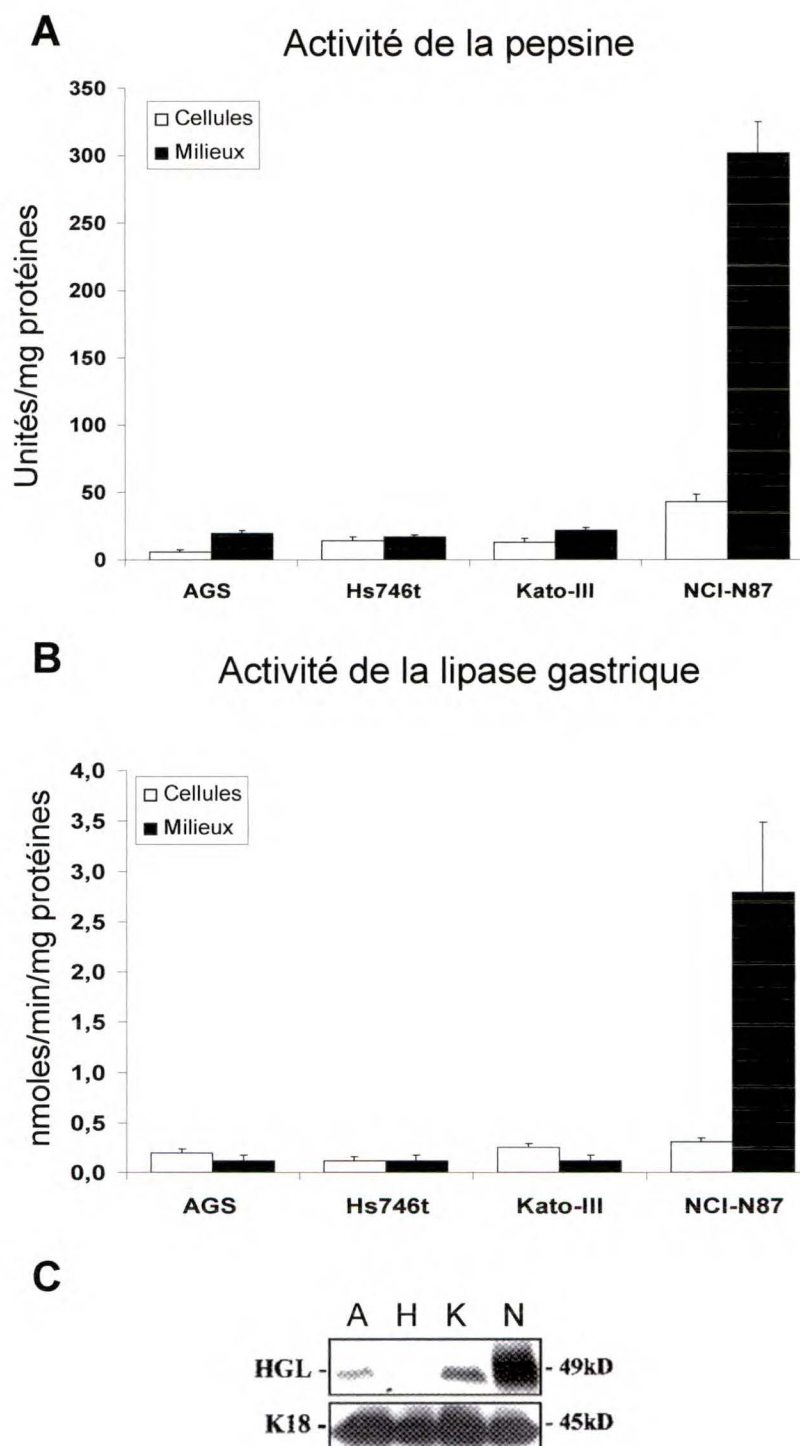 A
Activité de la pepsine
350
300
250
200
150
100
50
0
Unités/mg protéines
Cellules
Milieux
AGS Hs746t Kato-III NCI-N87
B
Activité de la lipase gastrique
4,0
3,5
3,0
2,5
2,0
1,5
1,0
0,5
0,0
nmoles/min/mg protéines
Cellules
Milieux
AGS Hs746t Kato-III NCI-N87
C
A H K N
HGL - - 49kD
K18 - - 45kD